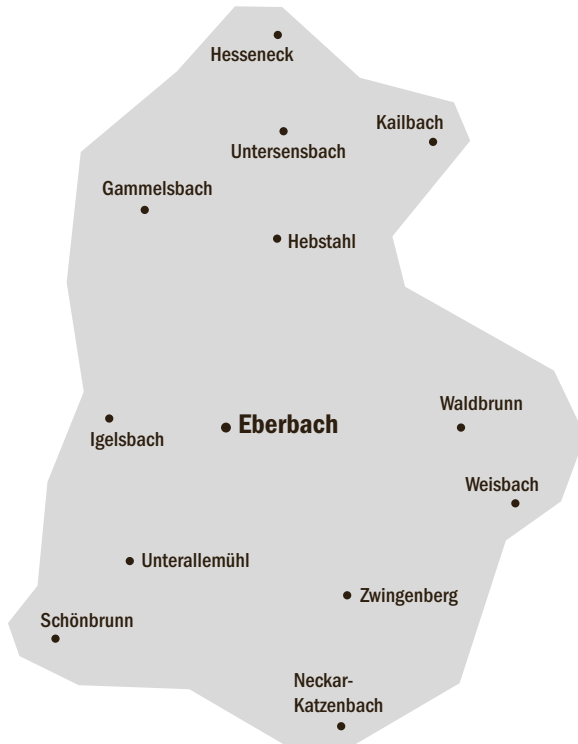 Hesseneck
Kailbach
Untersensbach
Gammelsbach
Hebstahl
Eberbach
Waldbrunn
Igelsbach
Weisbach
Unterallemühl
Zwingenberg
Schönbrunn
Neckar-
Katzenbach